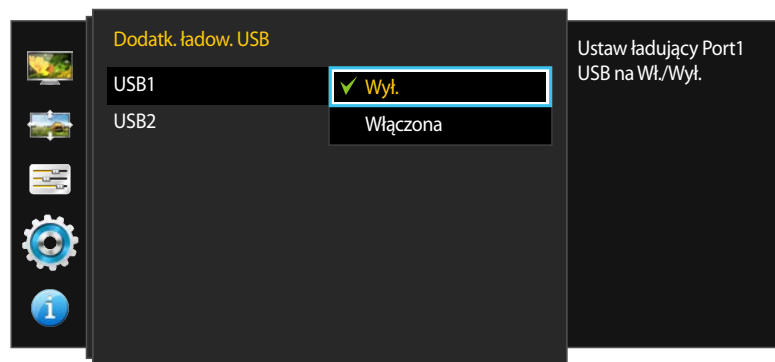 Dodatk. ładow. USB
USB1
Wył.
USB2
Włączona
Ustaw ładujący Port1
USB na Wł./Wył.